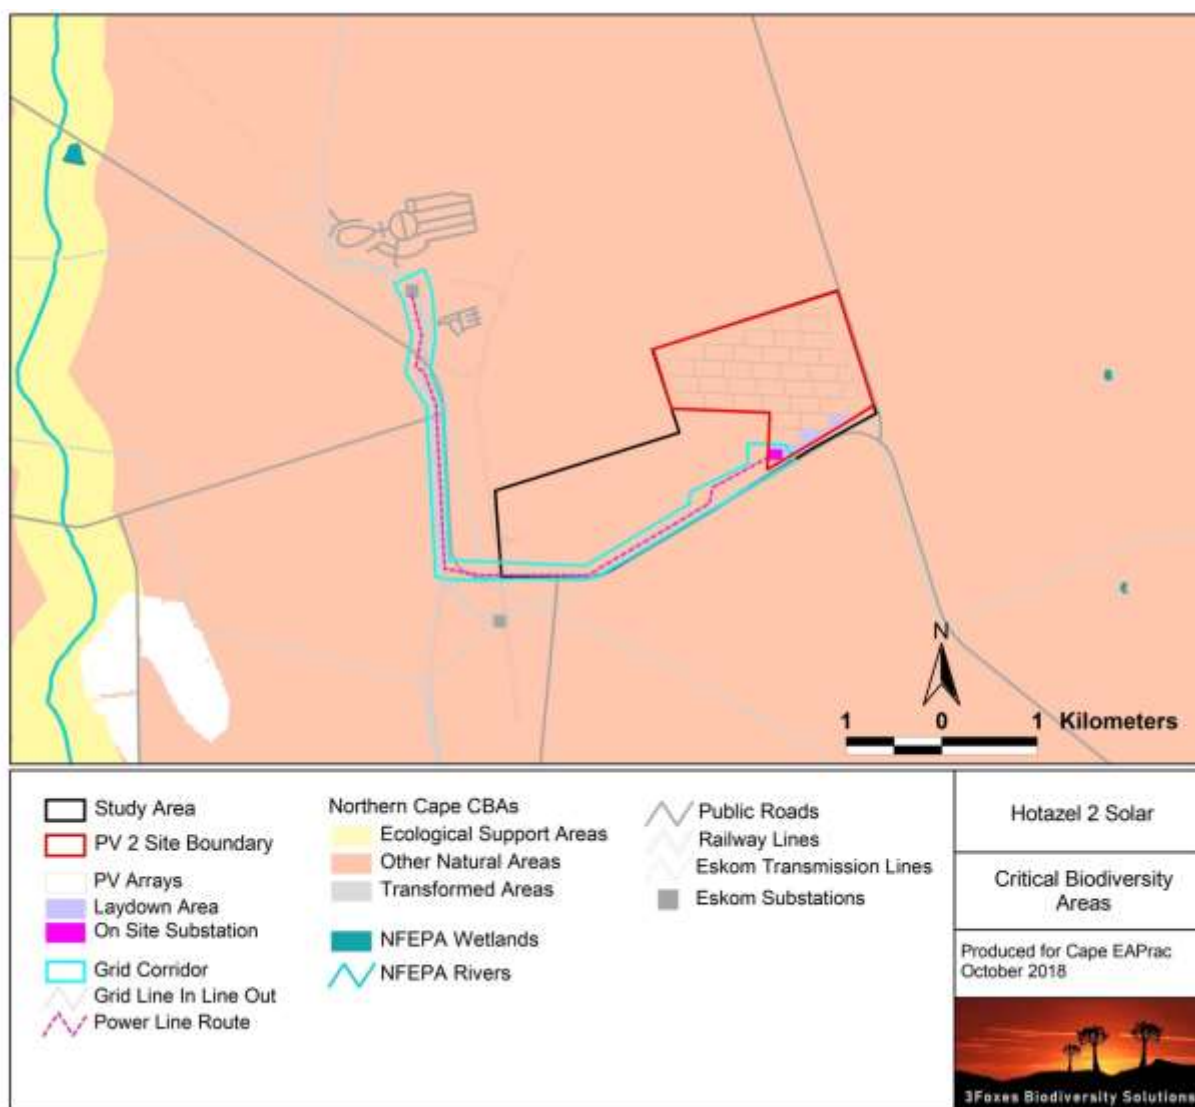 N
1 0 1 Kilometers
Study Area
PV 2 Site Boundary
PV Arrays
Laydown Area
On Site Substation
Grid Corridor
Grid Line In Line Out
Power Line Route
Northern Cape CBAs
Ecological Support Areas
Other Natural Areas
Transformed Areas
NFEPA Wetlands
NFEPA Rivers
Public Roads
Railway Lines
Eskom Transmission Lines
Eskom Substations
Hotazel 2 Solar
Critical Biodiversity
Areas
Produced for Cape EAPrac
October 2018
3Foxes Biodiversity Solutions